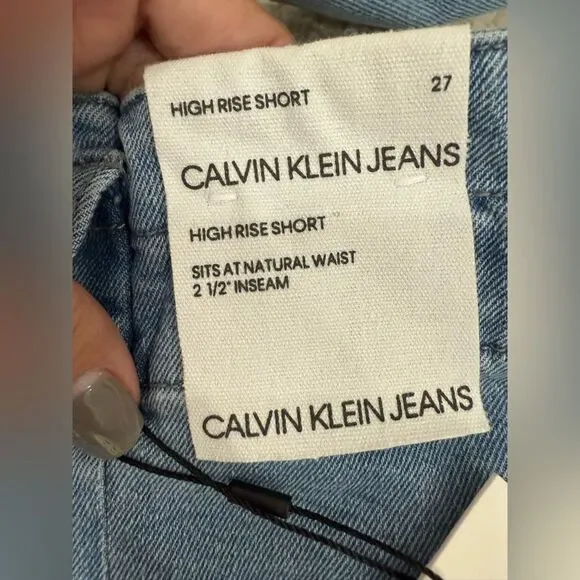 HIGH RISE SHORT 27
CALVIN KLEIN JEANS
HIGH RISE SHORT
SITS AT NATURAL WAIST
2 1/2" INSEAM
CALVIN KLEIN JEANS